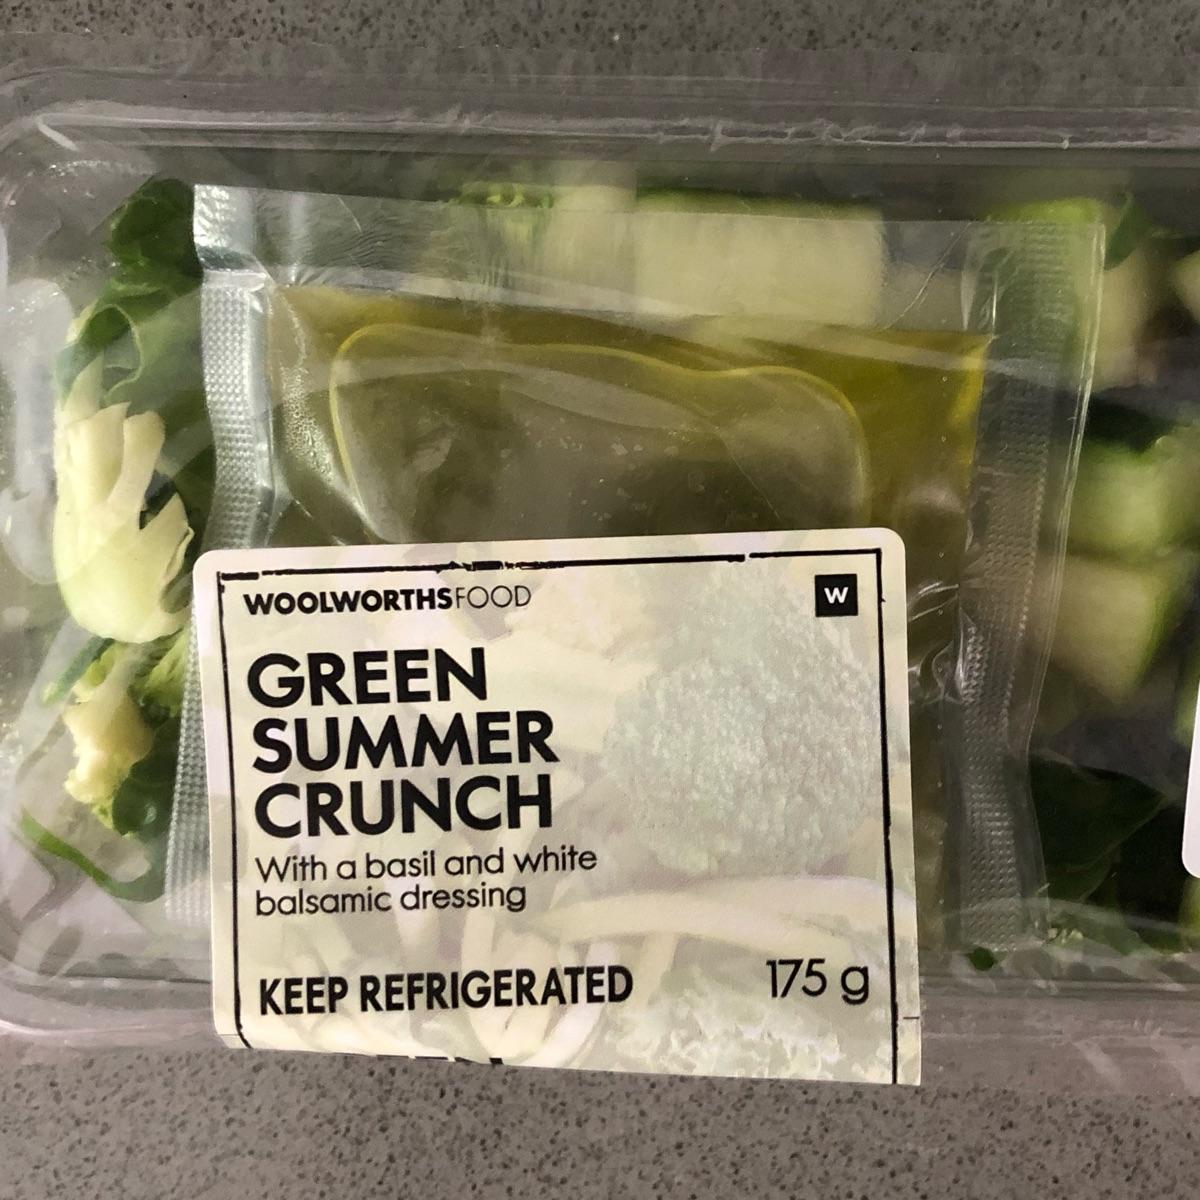 WOOLWORTHSFOOD
W
GREEN
SUMMER
CRUNCH
With a basil and white
balsamic dressing
KEEP REFRIGERATED
175 g